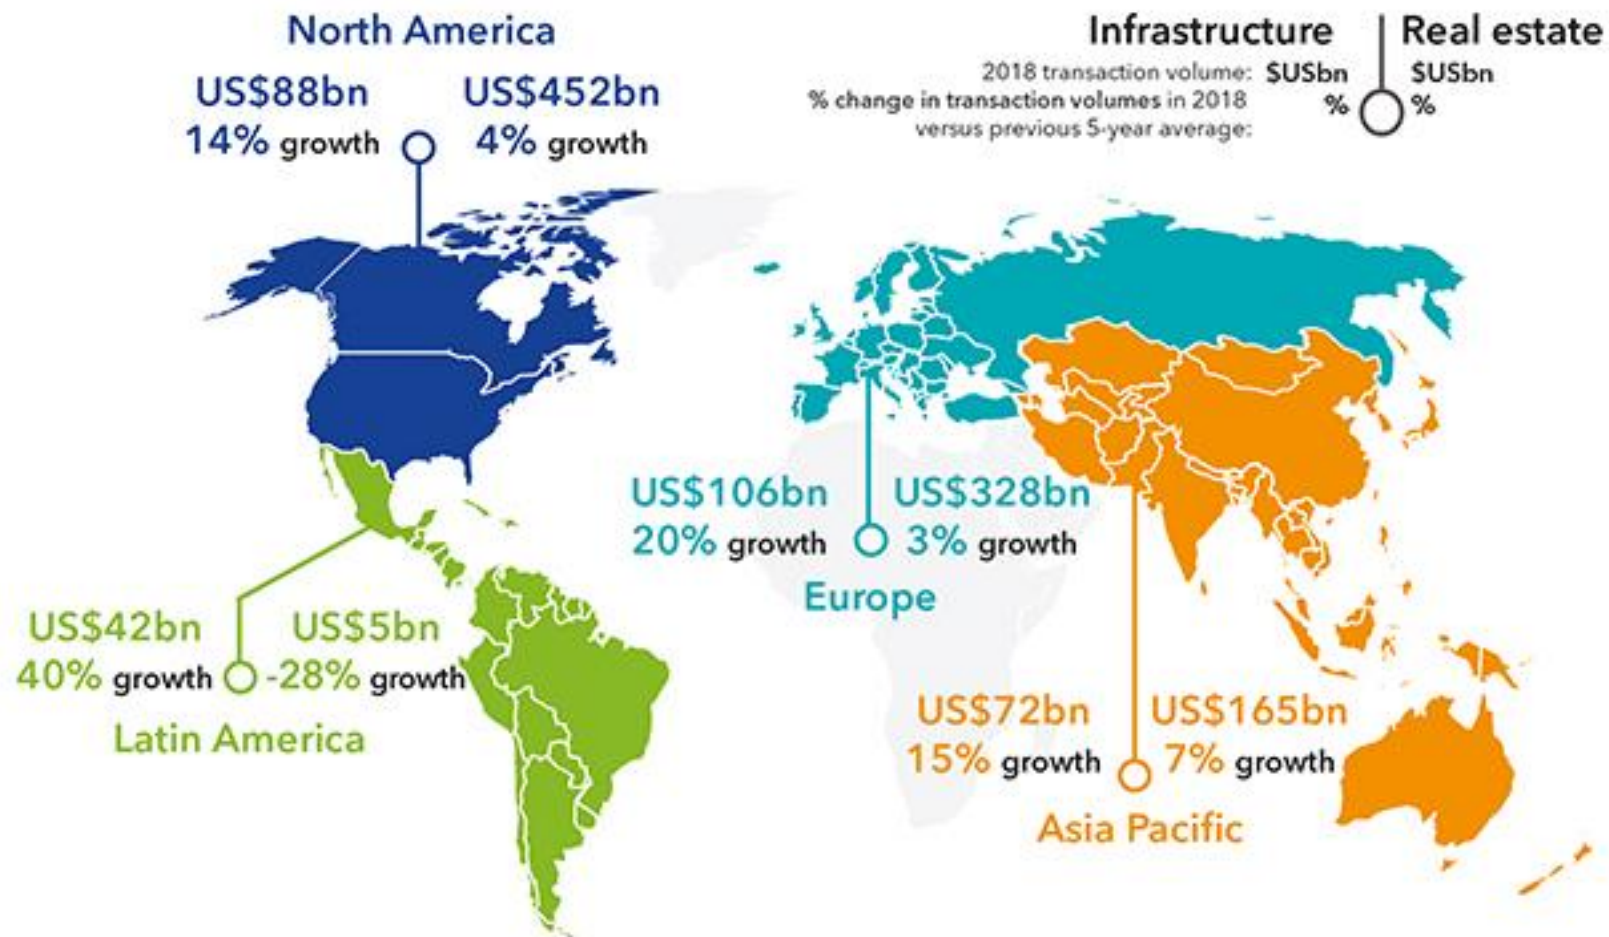 North America
US$88bn US$452bn
14% growth 4% growth
Infrastructure Real estate
2018 transaction volume: $USbn $USbn
% change in transaction volumes in 2018 % %
versus previous 5-year average:
US$106bn US$328bn
20% growth 3% growth
Europe
US$42bn US$5bn
40% growth -28% growth
Latin America
US$72bn US$165bn
15% growth 7% growth
Asia Pacific